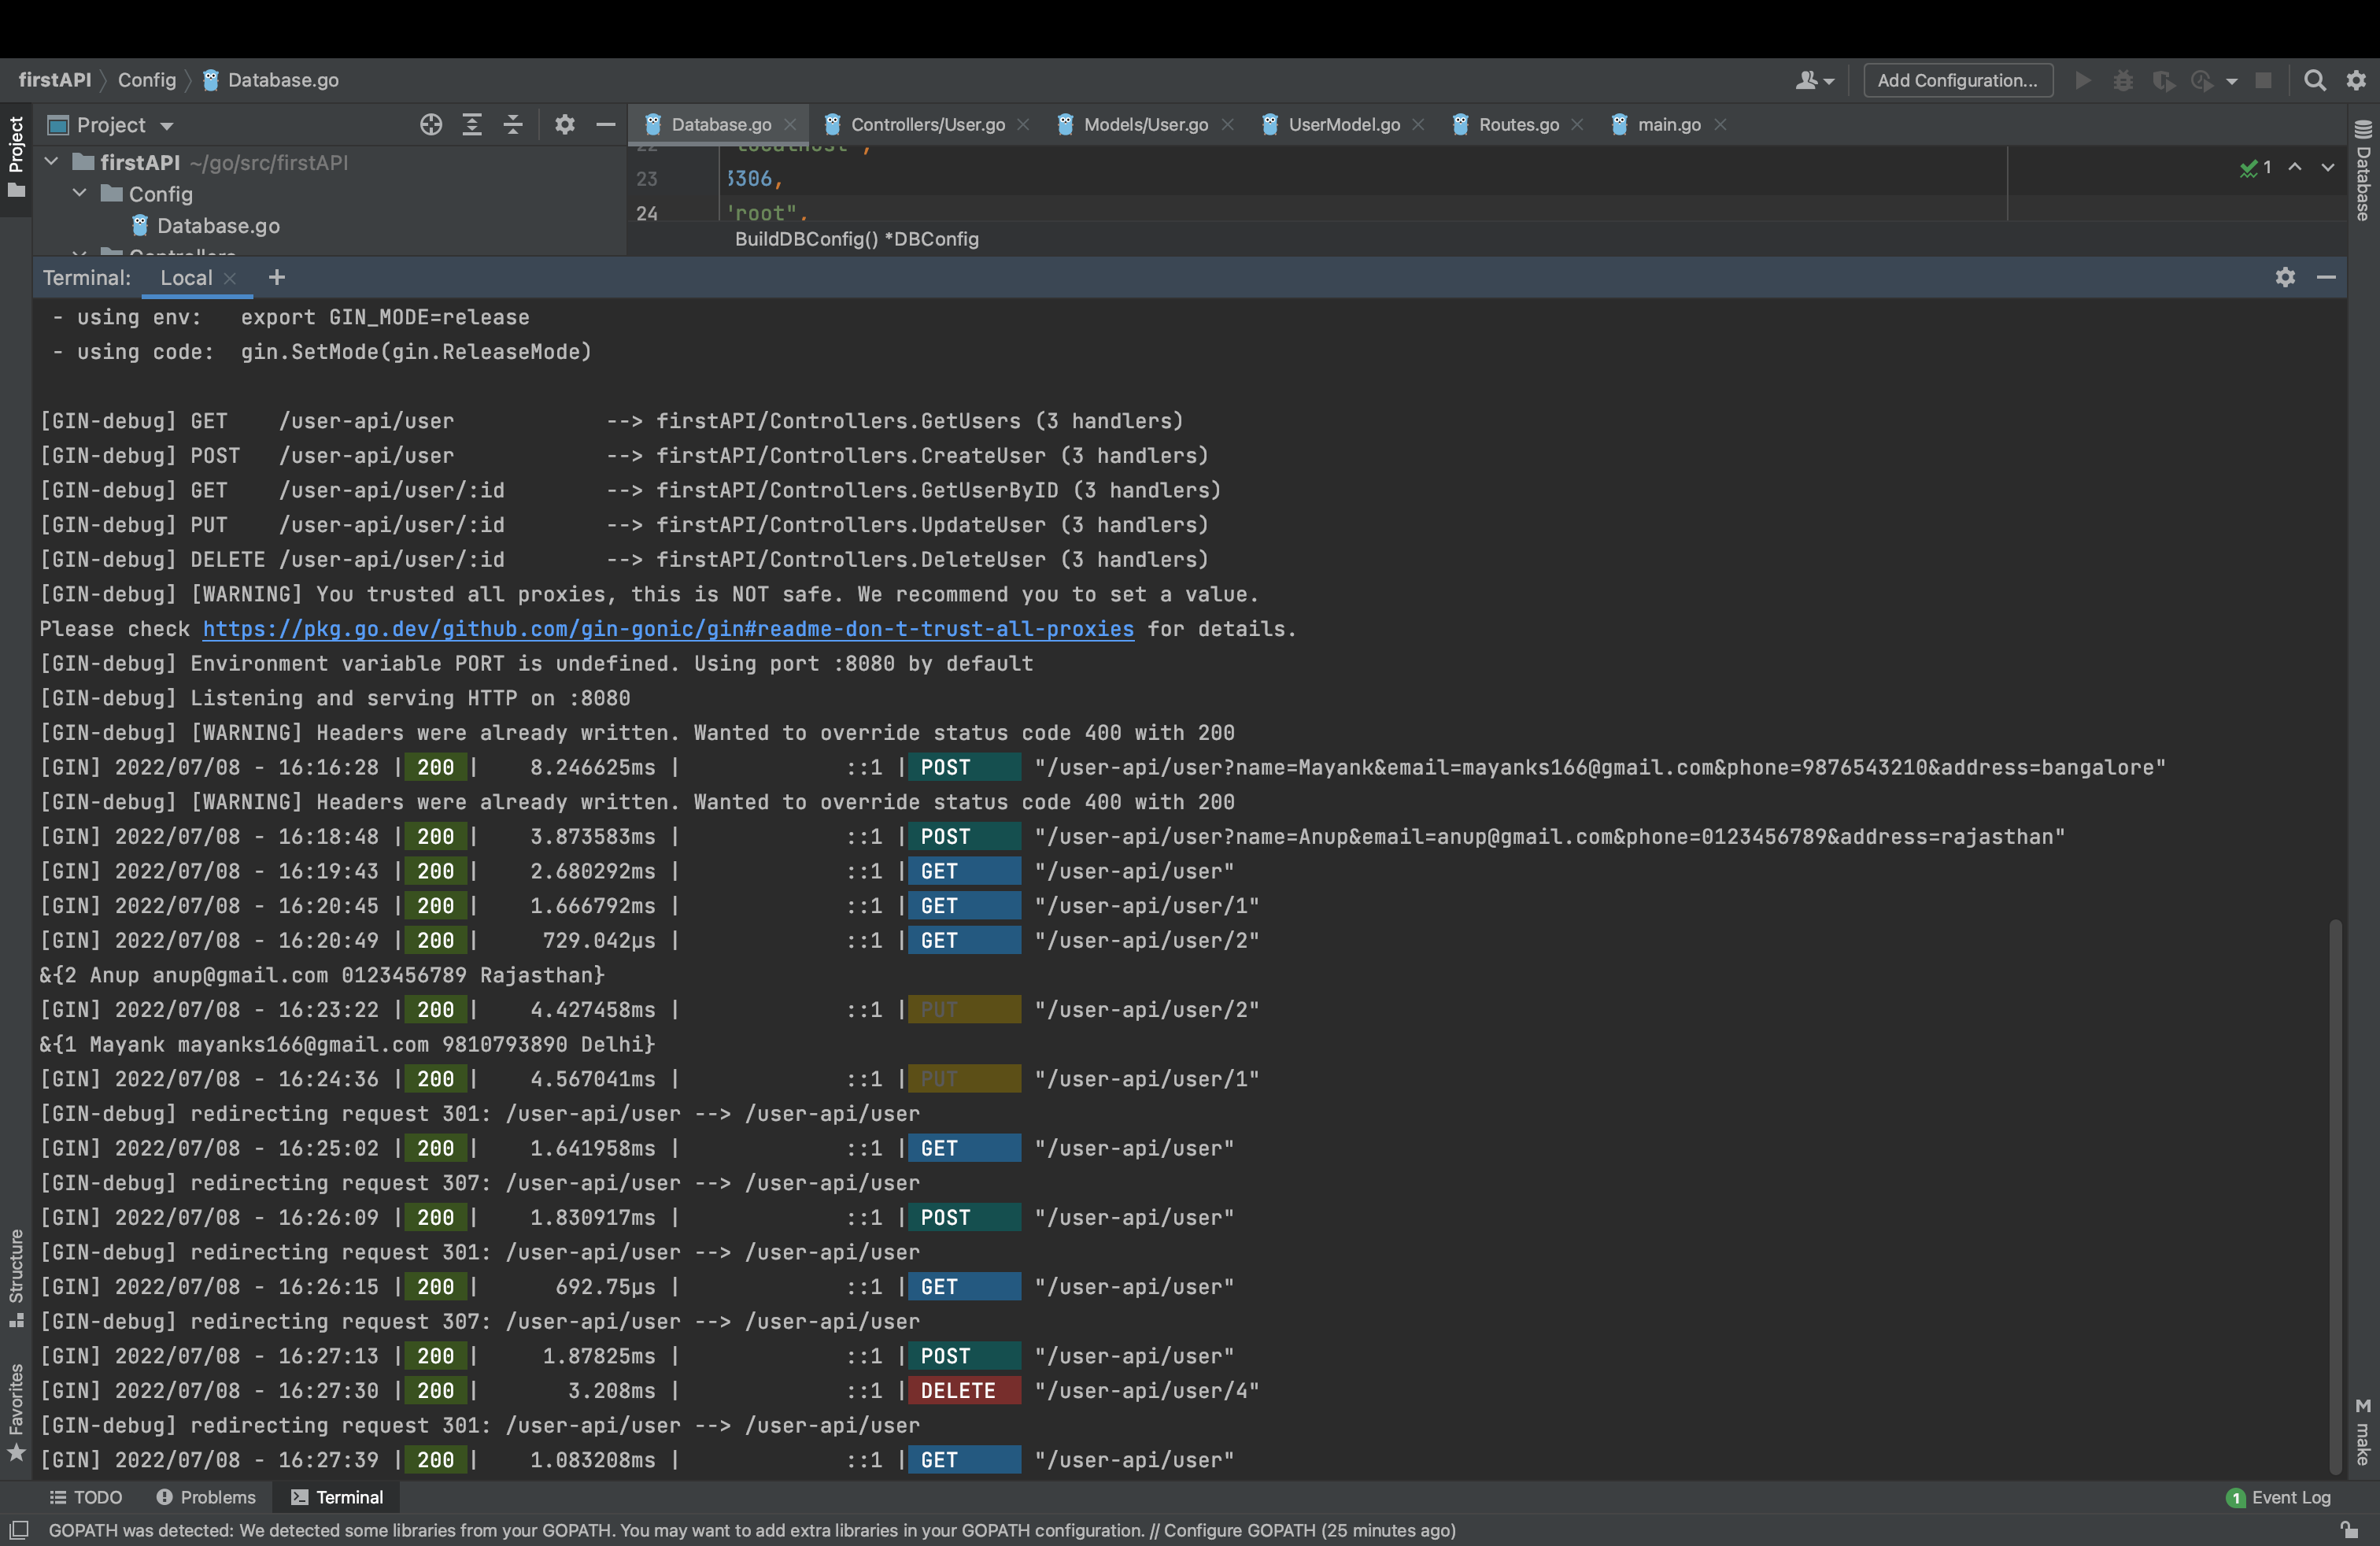 firstAPI Config Database.go Add Configuration...
Project
Database.go Controllers/User.go Models/User.go UserModel.go Routes.go main.go
Project
firstAPI ~/go/src/firstAPI
Config
Database.go
22 localhost",
23 3306,
24 "root",
1
BuildDBConfig() *DBConfig
Database
Terminal: Local +
- using env:   export GIN_MODE=release
- using code:  gin.SetMode(gin.ReleaseMode)
[GIN-debug] GET    /user-api/user            --> firstAPI/Controllers.GetUsers (3 handlers)
[GIN-debug] POST   /user-api/user            --> firstAPI/Controllers.CreateUser (3 handlers)
[GIN-debug] GET    /user-api/user/:id        --> firstAPI/Controllers.GetUserByID (3 handlers)
[GIN-debug] PUT    /user-api/user/:id        --> firstAPI/Controllers.UpdateUser (3 handlers)
[GIN-debug] DELETE /user-api/user/:id        --> firstAPI/Controllers.DeleteUser (3 handlers)
[GIN-debug] [WARNING] You trusted all proxies, this is NOT safe. We recommend you to set a value.
Please check https://pkg.go.dev/github.com/gin-gonic/gin#readme-don-t-trust-all-proxies for details.
[GIN-debug] Environment variable PORT is undefined. Using port :8080 by default
[GIN-debug] Listening and serving HTTP on :8080
[GIN-debug] [WARNING] Headers were already written. Wanted to override status code 400 with 200
[GIN] 2022/07/08 - 16:16:28 | 200 |    8.246625ms |             ::1 | POST     "/user-api/user?name=Mayank&email=mayanks166@gmail.com&phone=9876543210&address=bangalore"
[GIN-debug] [WARNING] Headers were already written. Wanted to override status code 400 with 200
[GIN] 2022/07/08 - 16:18:48 | 200 |    3.873583ms |             ::1 | POST     "/user-api/user?name=Anup&email=anup@gmail.com&phone=0123456789&address=rajasthan"
[GIN] 2022/07/08 - 16:19:43 | 200 |    2.680292ms |             ::1 | GET      "/user-api/user"
[GIN] 2022/07/08 - 16:20:45 | 200 |    1.666792ms |             ::1 | GET      "/user-api/user/1"
[GIN] 2022/07/08 - 16:20:49 | 200 |     729.042µs |             ::1 | GET      "/user-api/user/2"
&{2 Anup anup@gmail.com 0123456789 Rajasthan}
[GIN] 2022/07/08 - 16:23:22 | 200 |    4.427458ms |             ::1 | PUT      "/user-api/user/2"
&{1 Mayank mayanks166@gmail.com 9810793890 Delhi}
[GIN] 2022/07/08 - 16:24:36 | 200 |    4.567041ms |             ::1 | PUT      "/user-api/user/1"
[GIN-debug] redirecting request 301: /user-api/user --> /user-api/user
[GIN] 2022/07/08 - 16:25:02 | 200 |    1.641958ms |             ::1 | GET      "/user-api/user"
[GIN-debug] redirecting request 307: /user-api/user --> /user-api/user
[GIN] 2022/07/08 - 16:26:09 | 200 |    1.830917ms |             ::1 | POST     "/user-api/user"
[GIN-debug] redirecting request 301: /user-api/user --> /user-api/user
[GIN] 2022/07/08 - 16:26:15 | 200 |      692.75µs |             ::1 | GET      "/user-api/user"
[GIN-debug] redirecting request 307: /user-api/user --> /user-api/user
[GIN] 2022/07/08 - 16:27:13 | 200 |     1.87825ms |             ::1 | POST     "/user-api/user"
[GIN] 2022/07/08 - 16:27:30 | 200 |       3.208ms |             ::1 | DELETE   "/user-api/user/4"
[GIN-debug] redirecting request 301: /user-api/user --> /user-api/user
[GIN] 2022/07/08 - 16:27:39 | 200 |    1.083208ms |             ::1 | GET      "/user-api/user"
Structure
Favorites
M make
TODO Problems Terminal 1 Event Log
GOPATH was detected: We detected some libraries from your GOPATH. You may want to add extra libraries in your GOPATH configuration. // Configure GOPATH (25 minutes ago)